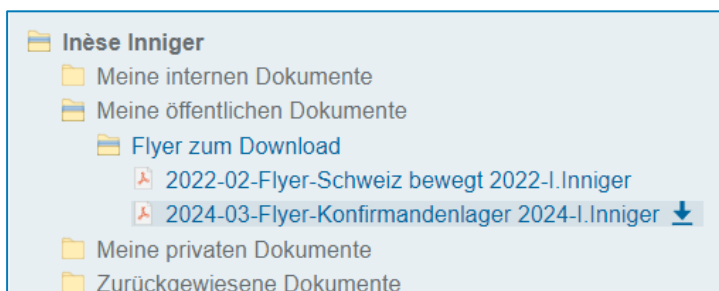 Inèse Inniger
Meine internen Dokumente
Meine öffentlichen Dokumente
Flyer zum Download
2022-02-Flyer-Schweiz bewegt 2022-I.Inniger
2024-03-Flyer-Konfirmandenlager 2024-I.Inniger
Meine privaten Dokumente
Zurückgewiesene Dokumente